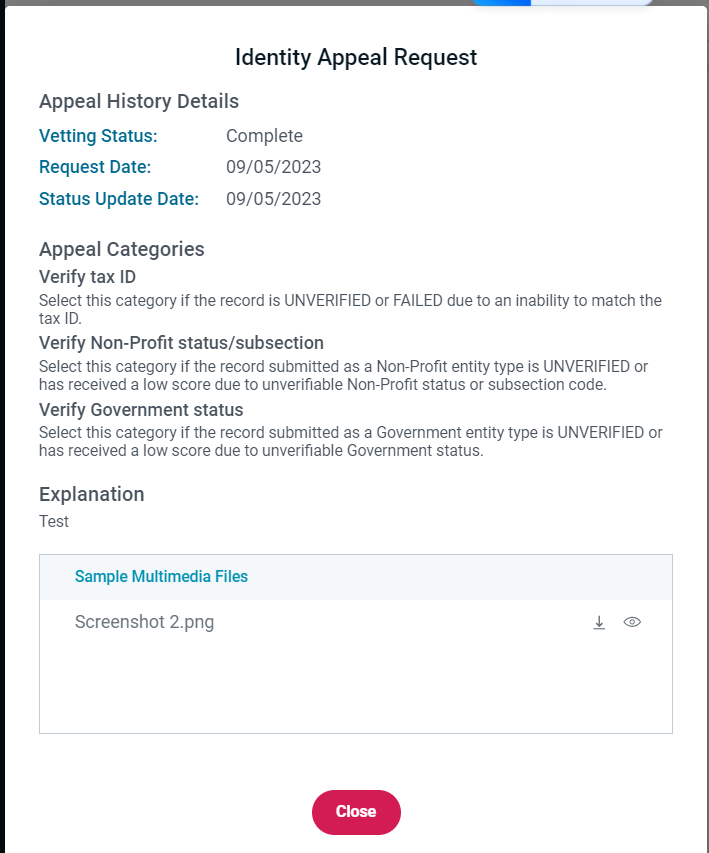 Identity Appeal Request
Appeal History Details
Vetting Status: Complete
Request Date: 09/05/2023
Status Update Date: 09/05/2023
Appeal Categories
Verify tax ID
Select this category if the record is UNVERIFIED or FAILED due to an inability to match the
tax ID.
Verify Non-Profit status/subsection
Select this category if the record submitted as a Non-Profit entity type is UNVERIFIED or
has received a low score due to unverifiable Non-Profit status or subsection code.
Verify Government status
Select this category if the record submitted as a Government entity type is UNVERIFIED or
has received a low score due to unverifiable Government status.
Explanation
Test
Sample Multimedia Files
Screenshot 2.png
Close